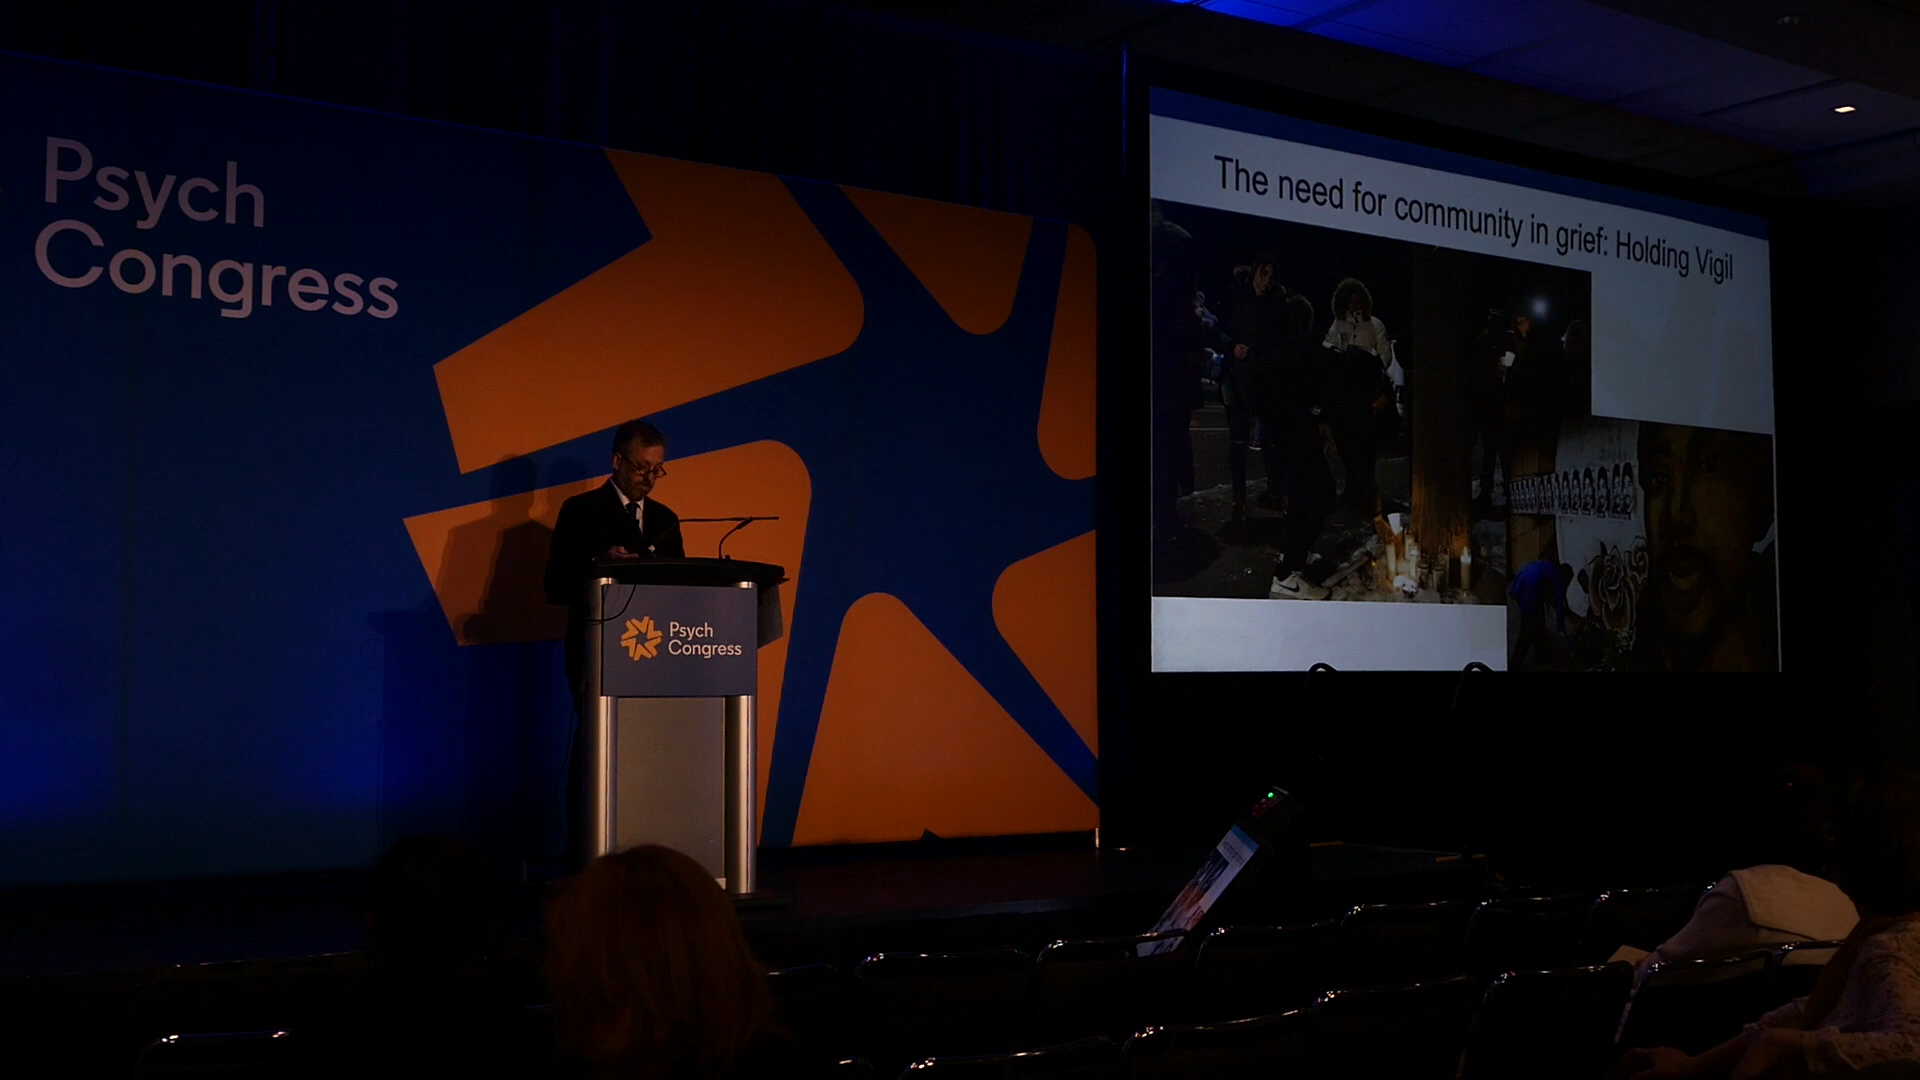 Psych
Congress
The need for community in grief: Holding Vigil
Psych
Congress